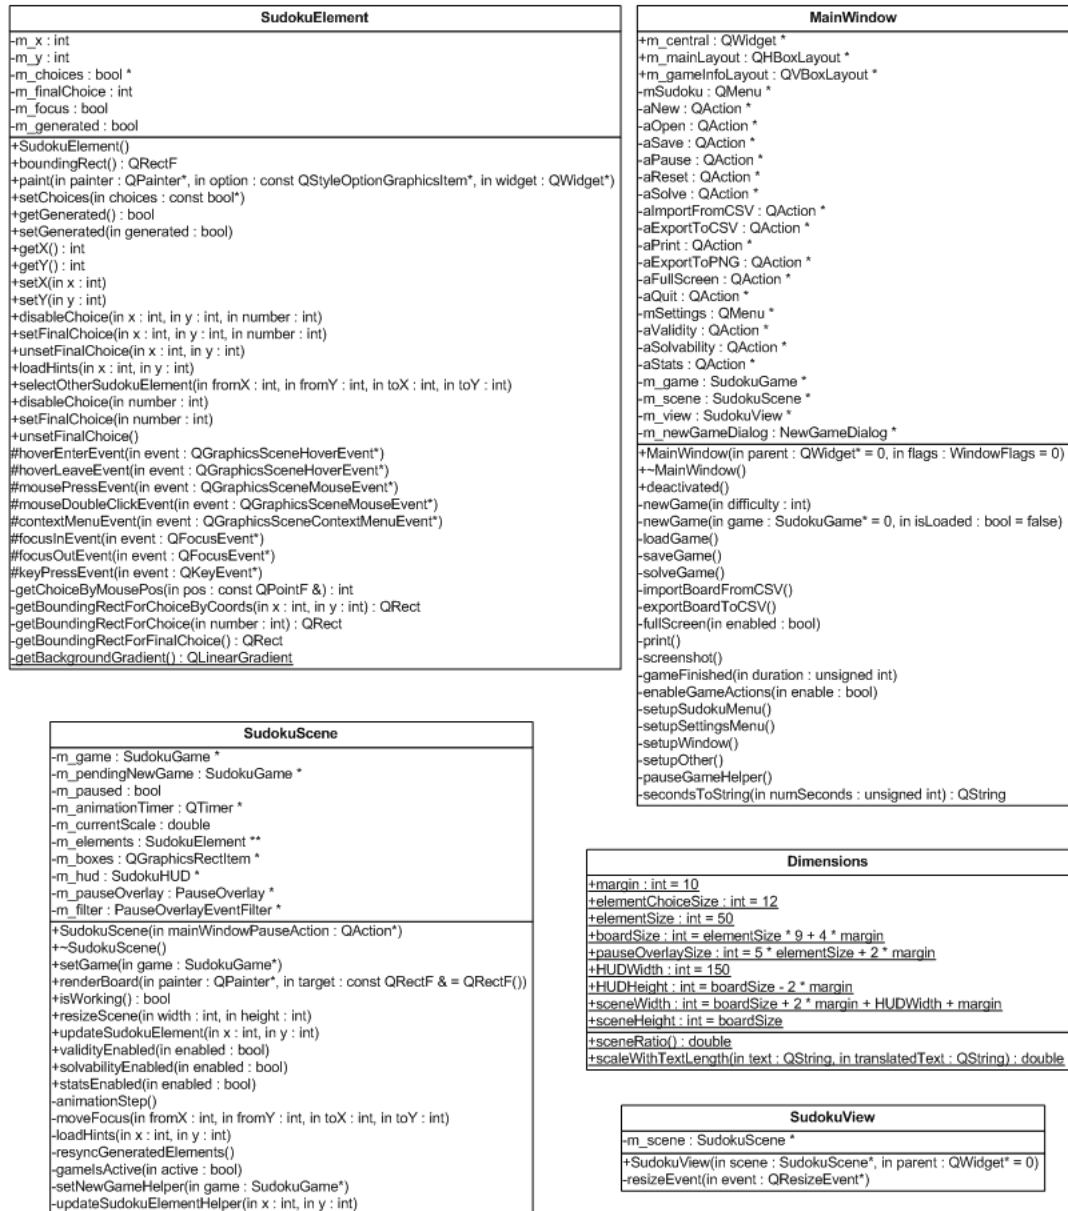 SudokuElement
-m_x : int
-m_y : int
-m_choices : bool *
-m_finalChoice : int
-m_focus : bool
-m_generated : bool
+SudokuElement()
+boundingRect() : QRectF
+paint(in painter : QPainter*, in option : const QStyleOptionGraphicsItem*, in widget : QWidget*)
+setChoices(in choices : const bool*)
+getGenerated() : bool
+setGenerated(in generated : bool)
+getX() : int
+getY() : int
+setX(in x : int)
+setY(in y : int)
+disableChoice(in x : int, in y : int, in number : int)
+setFinalChoice(in x : int, in y : int, in number : int)
+unsetFinalChoice(in x : int, in y : int)
+loadHints(in x : int, in y : int)
+selectOtherSudokuElement(in fromX : int, in fromY : int, in toX : int, in toY : int)
+disableChoice(in number : int)
+setFinalChoice(in number : int)
+unsetFinalChoice()
#hoverEnterEvent(in event : QGraphicsSceneHoverEvent*)
#hoverLeaveEvent(in event : QGraphicsSceneHoverEvent*)
#mousePressEvent(in event : QGraphicsSceneMouseEvent*)
#mouseDoubleClickEvent(in event : QGraphicsSceneMouseEvent*)
#contextMenuEvent(in event : QGraphicsSceneContextMenuEvent*)
#focusInEvent(in event : QFocusEvent*)
#focusOutEvent(in event : QFocusEvent*)
#keyPressEvent(in event : QKeyEvent*)
-getChoiceByMousePos(in pos : const QPointF &) : int
-getBoundingRectForChoiceByCoords(in x : int, in y : int) : QRect
-getBoundingRectForChoice(in number : int) : QRect
-getBoundingRectForFinalChoice() : QRect
-getBackgroundGradient() : QLinearGradient
MainWindow
+m_central : QWidget *
+m_mainLayout : QHBoxLayout *
+m_gameInfoLayout : QVBoxLayout *
-mSudoku : QMenu *
-aNew : QAction *
-aOpen : QAction *
-aSave : QAction *
-aPause : QAction *
-aReset : QAction *
-aSolve : QAction *
-aImportFromCSV : QAction *
-aExportToCSV : QAction *
-aPrint : QAction *
-aExportToPNG : QAction *
-aFullScreen : QAction *
-aQuit : QAction *
-mSettings : QMenu *
-aValidity : QAction *
-aSolvability : QAction *
-aStats : QAction *
-m_game : SudokuGame *
-m_scene : SudokuScene *
-m_view : SudokuView *
-m_newGameDialog : NewGameDialog *
+MainWindow(in parent : QWidget* = 0, in flags : WindowFlags = 0)
+~MainWindow()
+deactivated()
-newGame(in difficulty : int)
-newGame(in game : SudokuGame* = 0, in isLoaded : bool = false)
-loadGame()
-saveGame()
-solveGame()
-importBoardFromCSV()
-exportBoardToCSV()
-fullScreen(in enabled : bool)
-print()
-screenshot()
-gameFinished(in duration : unsigned int)
-enableGameActions(in enable : bool)
-setupSudokuMenu()
-setupSettingsMenu()
-setupWindow()
-setupOther()
-pauseGameHelper()
-secondsToString(in numSeconds : unsigned int) : QString
SudokuScene
-m_game : SudokuGame *
-m_pendingNewGame : SudokuGame *
-m_paused : bool
-m_animationTimer : QTimer *
-m_currentScale : double
-m_elements : SudokuElement **
-m_boxes : QGraphicsRectItem *
-m_hud : SudokuHUD *
-m_pauseOverlay : PauseOverlay *
-m_filter : PauseOverlayEventFilter *
+SudokuScene(in mainWindowPauseAction : QAction*)
+~SudokuScene()
+setGame(in game : SudokuGame*)
+renderBoard(in painter : QPainter*, in target : const QRectF & = QRectF())
+isWorking() : bool
+resizeScene(in width : int, in height : int)
+updateSudokuElement(in x : int, in y : int)
+validityEnabled(in enabled : bool)
+solvabilityEnabled(in enabled : bool)
+statsEnabled(in enabled : bool)
-animationStep()
-moveFocus(in fromX : int, in fromY : int, in toX : int, in toY : int)
-loadHints(in x : int, in y : int)
-resyncGeneratedElements()
-gameIsActive(in active : bool)
-setNewGameHelper(in game : SudokuGame*)
-updateSudokuElementHelper(in x : int, in y : int)
Dimensions
+margin : int = 10
+elementChoiceSize : int = 12
+elementSize : int = 50
+boardSize : int = elementSize * 9 + 4 * margin
+pauseOverlaySize : int = 5 * elementSize + 2 * margin
+HUDWidth : int = 150
+HUDHeight : int = boardSize - 2 * margin
+sceneWidth : int = boardSize + 2 * margin + HUDWidth + margin
+sceneHeight : int = boardSize
+sceneRatio() : double
+scaleWithTextLength(in text : QString, in translatedText : QString) : double
SudokuView
-m_scene : SudokuScene *
+SudokuView(in scene : SudokuScene*, in parent : QWidget* = 0)
-resizeEvent(in event : QResizeEvent*)